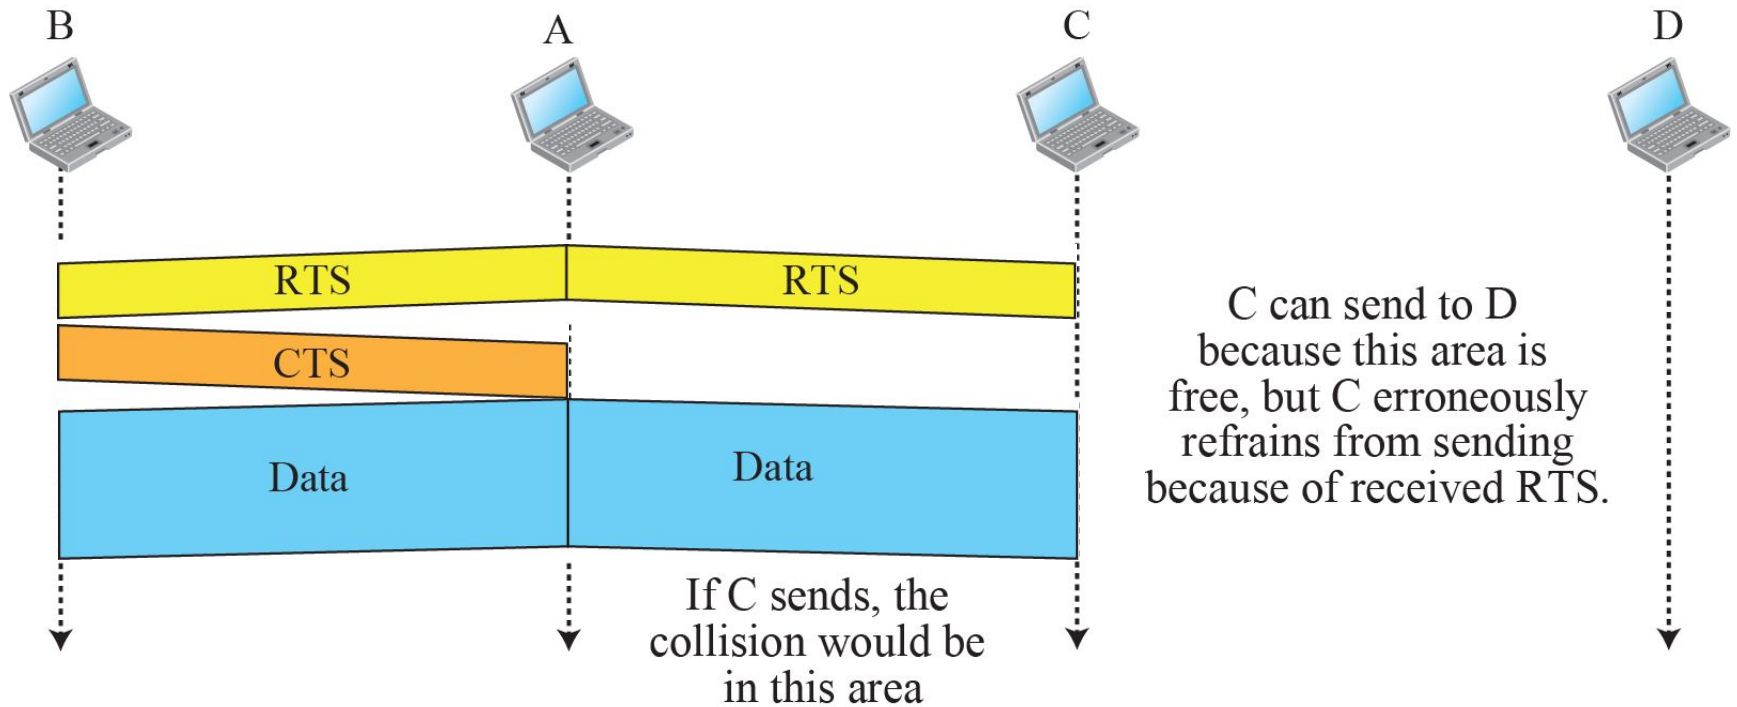 B
A
C
D
RTS
RTS
CTS
Data
Data
C can send to D
because this area is
free, but C erroneously
refrains from sending
because of received RTS.
If C sends, the
collision would be
in this area